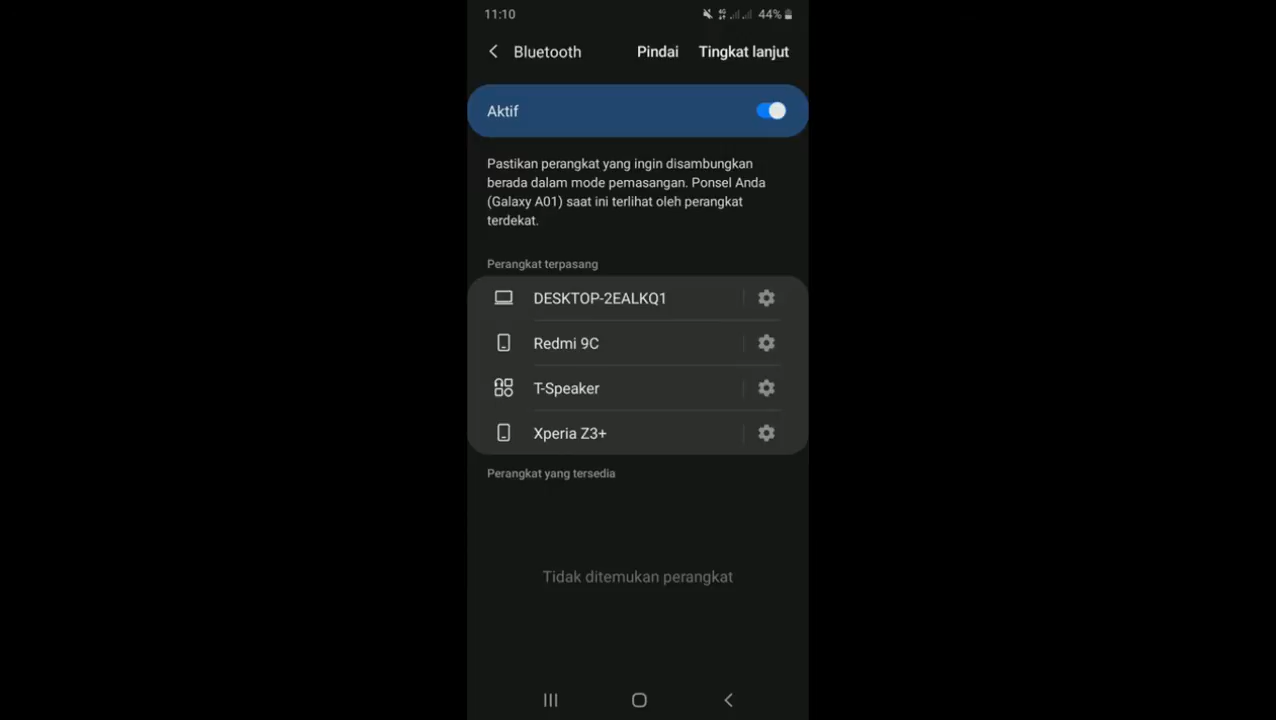 11:10
44%
Bluetooth
Pindai
Tingkat lanjut
Aktif
Pastikan perangkat yang ingin disambungkan
berada dalam mode pemasangan. Ponsel Anda
(Galaxy A01) saat ini terlihat oleh perangkat
terdekat.
Perangkat terpasang
DESKTOP-2EALKQ1
Redmi 9C
T-Speaker
Xperia Z3+
Perangkat yang tersedia
Tidak ditemukan perangkat